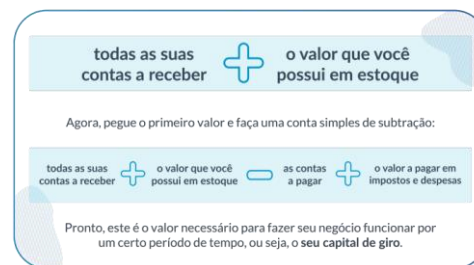 todas as suas contas a receber + o valor que você possui em estoque
Agora, pegue o primeiro valor e faça uma conta simples de subtração:
todas as suas contas a receber + o valor que você possui em estoque - as contas a pagar + o valor a pagar em impostos e despesas
Pronto, este é o valor necessário para fazer seu negócio funcionar por
um certo período de tempo, ou seja, o seu capital de giro.